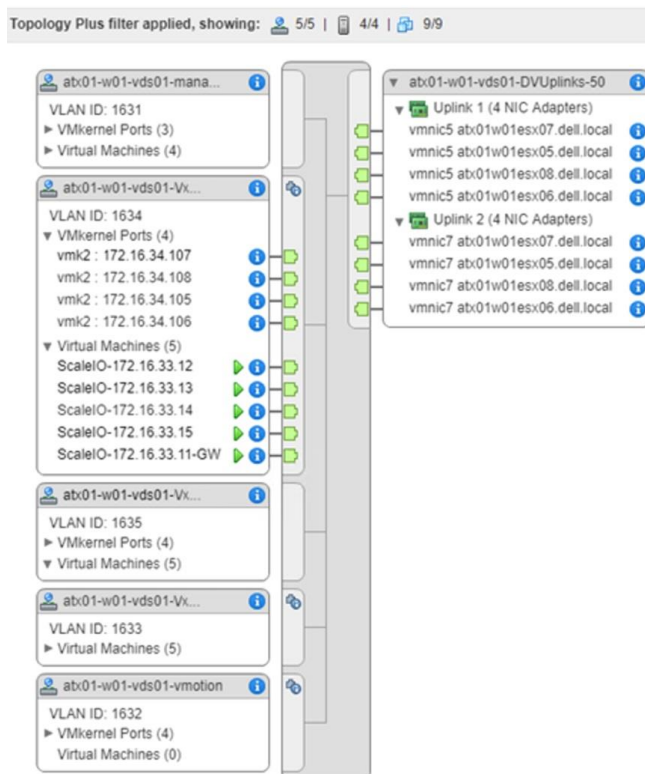 Topology Plus filter applied, showing: 5/5 | 4/4 | 9/9
atx01-w01-vds01-mana...
VLAN ID: 1631
VMkernel Ports (3)
Virtual Machines (4)
atx01-w01-vds01-Vx...
VLAN ID: 1634
VMkernel Ports (4)
vmk2 : 172.16.34.107
vmk2 : 172.16.34.108
vmk2 : 172.16.34.105
vmk2 : 172.16.34.106
Virtual Machines (5)
ScaleIO-172.16.33.12
ScaleIO-172.16.33.13
ScaleIO-172.16.33.14
ScaleIO-172.16.33.15
ScaleIO-172.16.33.11-GW
atx01-w01-vds01-Vx...
VLAN ID: 1635
VMkernel Ports (4)
Virtual Machines (5)
atx01-w01-vds01-Vx...
VLAN ID: 1633
Virtual Machines (5)
atx01-w01-vds01-vmotion
VLAN ID: 1632
VMkernel Ports (4)
Virtual Machines (0)
atx01-w01-vds01-DVUplinks-50
Uplink 1 (4 NIC Adapters)
vmnic5 atx01w01esx07.dell.local
vmnic5 atx01w01esx05.dell.local
vmnic5 atx01w01esx08.dell.local
vmnic5 atx01w01esx06.dell.local
Uplink 2 (4 NIC Adapters)
vmnic7 atx01w01esx07.dell.local
vmnic7 atx01w01esx05.dell.local
vmnic7 atx01w01esx08.dell.local
vmnic7 atx01w01esx06.dell.local